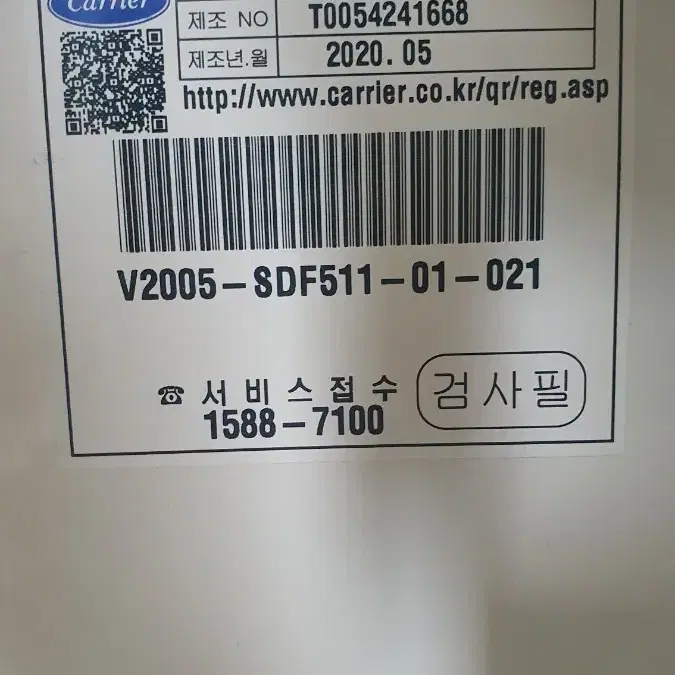 Carrier
제조 NO T0054241668
제조년.월 2020. 05
http://www.carrier.co.kr/qr/reg.asp
V2005-SDF511-01-021
☎ 서비스접수 검사필
1588-7100